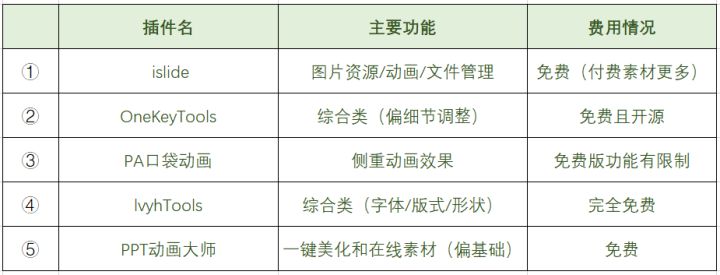 插件名 主要功能 费用情况
① islide 图片资源/动画/文件管理 免费（付费素材更多）
② OneKeyTools 综合类（偏细节调整） 免费且开源
③ PA口袋动画 侧重动画效果 免费版功能有限制
④ lvyhTools 综合类（字体/版式/形状） 完全免费
⑤ PPT动画大师 一键美化和在线素材（偏基础） 免费